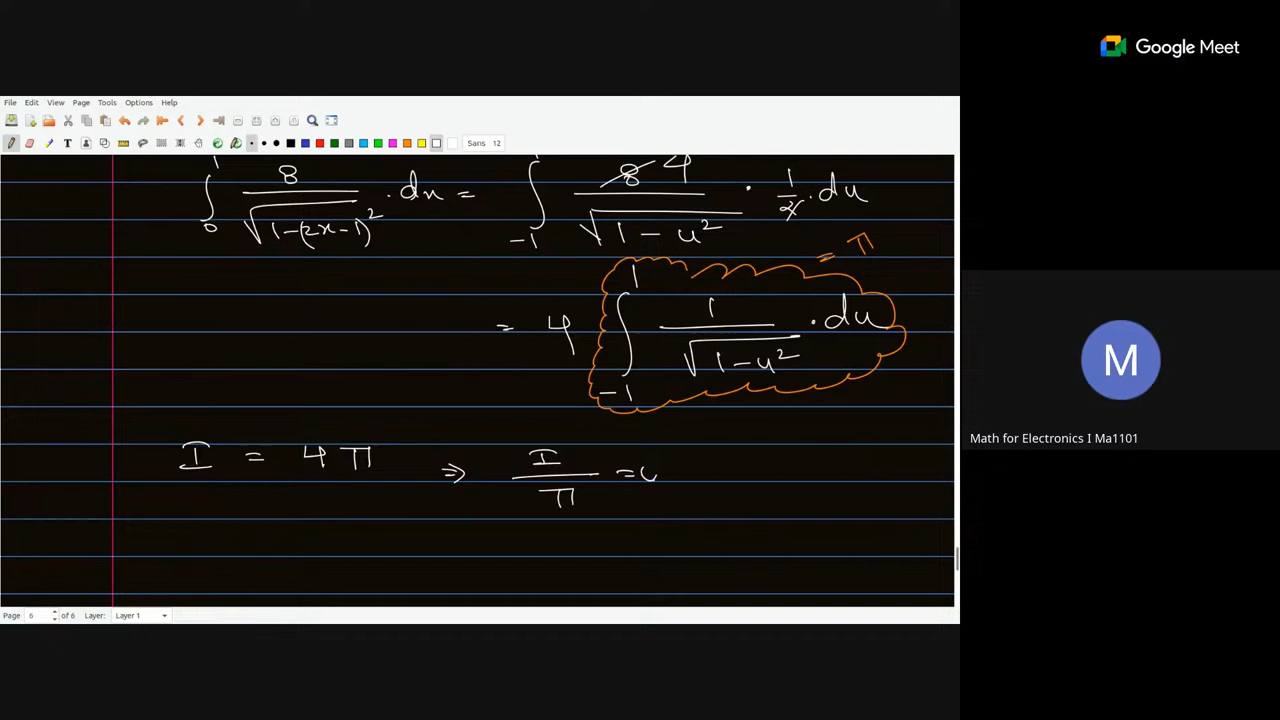 Google Meet
File Edit View Page Tools Options Help
Sans 12
∫₀¹ 8/√(1-(2x-1)²) · dx = ∫₋₁¹ 8 4/√(1-u²) · 1/2 · du
= π
= 4 ∫₋₁¹ 1/√(1-u²) · du
I = 4π ⇒ I/π =
Math for Electronics I Ma1101
M
Page 6 of 6 Layer: Layer 1